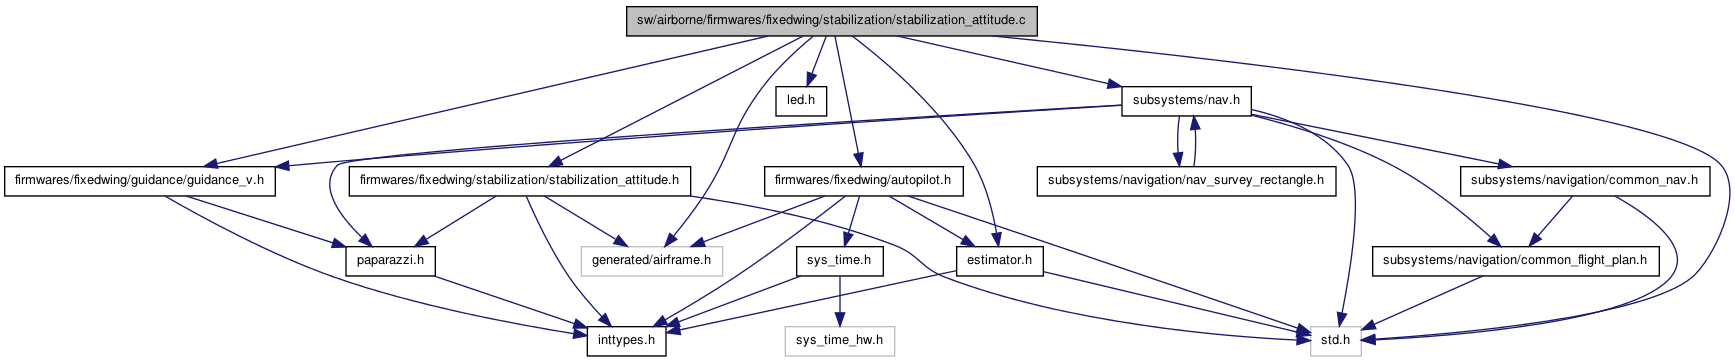 sw/airborne/firmwares/fixedwing/stabilization/stabilization_attitude.c
led.h
subsystems/nav.h
firmwares/fixedwing/guidance/guidance_v.h
firmwares/fixedwing/stabilization/stabilization_attitude.h
firmwares/fixedwing/autopilot.h
subsystems/navigation/nav_survey_rectangle.h
subsystems/navigation/common_nav.h
paparazzi.h
generated/airframe.h
sys_time.h
estimator.h
subsystems/navigation/common_flight_plan.h
inttypes.h
sys_time_hw.h
std.h